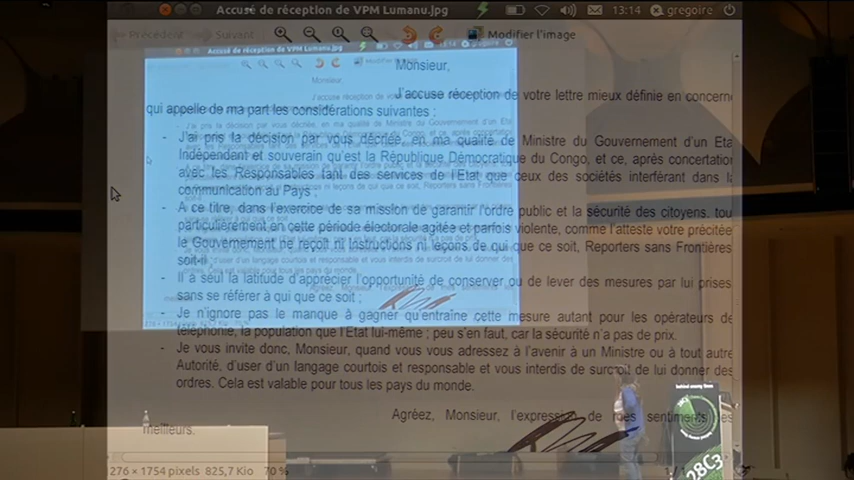 Accusé de réception de VPM Lumanu.jpg
13:14 gregoire
Précédent Suivant Modifier l'image
Monsieur,
J'accuse réception de votre lettre mieux définie en concern
qui appelle de ma part les considérations suivantes :
- J'ai pris la décision par vous décriée, en ma qualité de Ministre du Gouvernement d'un Eta
Indépendant et souverain qu'est la République Démocratique du Congo, et ce, après concertation
avec les Responsables tant des services de l'Etat que ceux des sociétés interférant dans la
communication au Pays ;
- A ce titre, dans l'exercice de sa mission de garantir l'ordre public et la sécurité des citoyens, tou
particulièrement en cette période électorale agitée et parfois violente, comme l'atteste votre précitée
le Gouvernement ne reçoit ni Instructions ni leçons de qui que ce soit, Reporters sans Frontières
soit-il ;
- Il a seul la latitude d'apprécier l'opportunité de conserver ou de lever des mesures par lui prises
sans se référer à qui que ce soit ;
- Je n'ignore pas le manque à gagner qu'entraîne cette mesure autant pour les opérateurs de
téléphonie, la population que l'Etat lui-même ; peu s'en faut, car la sécurité n'a pas de prix.
- Je vous invite donc, Monsieur, quand vous vous adressez à l'avenir à un Ministre ou à tout autre
Autorité, d'user d'un langage courtois et responsable et vous interdis de surcroit de lui donner des
ordres. Cela est valable pour tous les pays du monde.
Agréez, Monsieur, l'expression de mes sentiments les
meilleurs.
276 × 1754 pixels 825,7 Kio 70 %
behind enemy lines
28C3